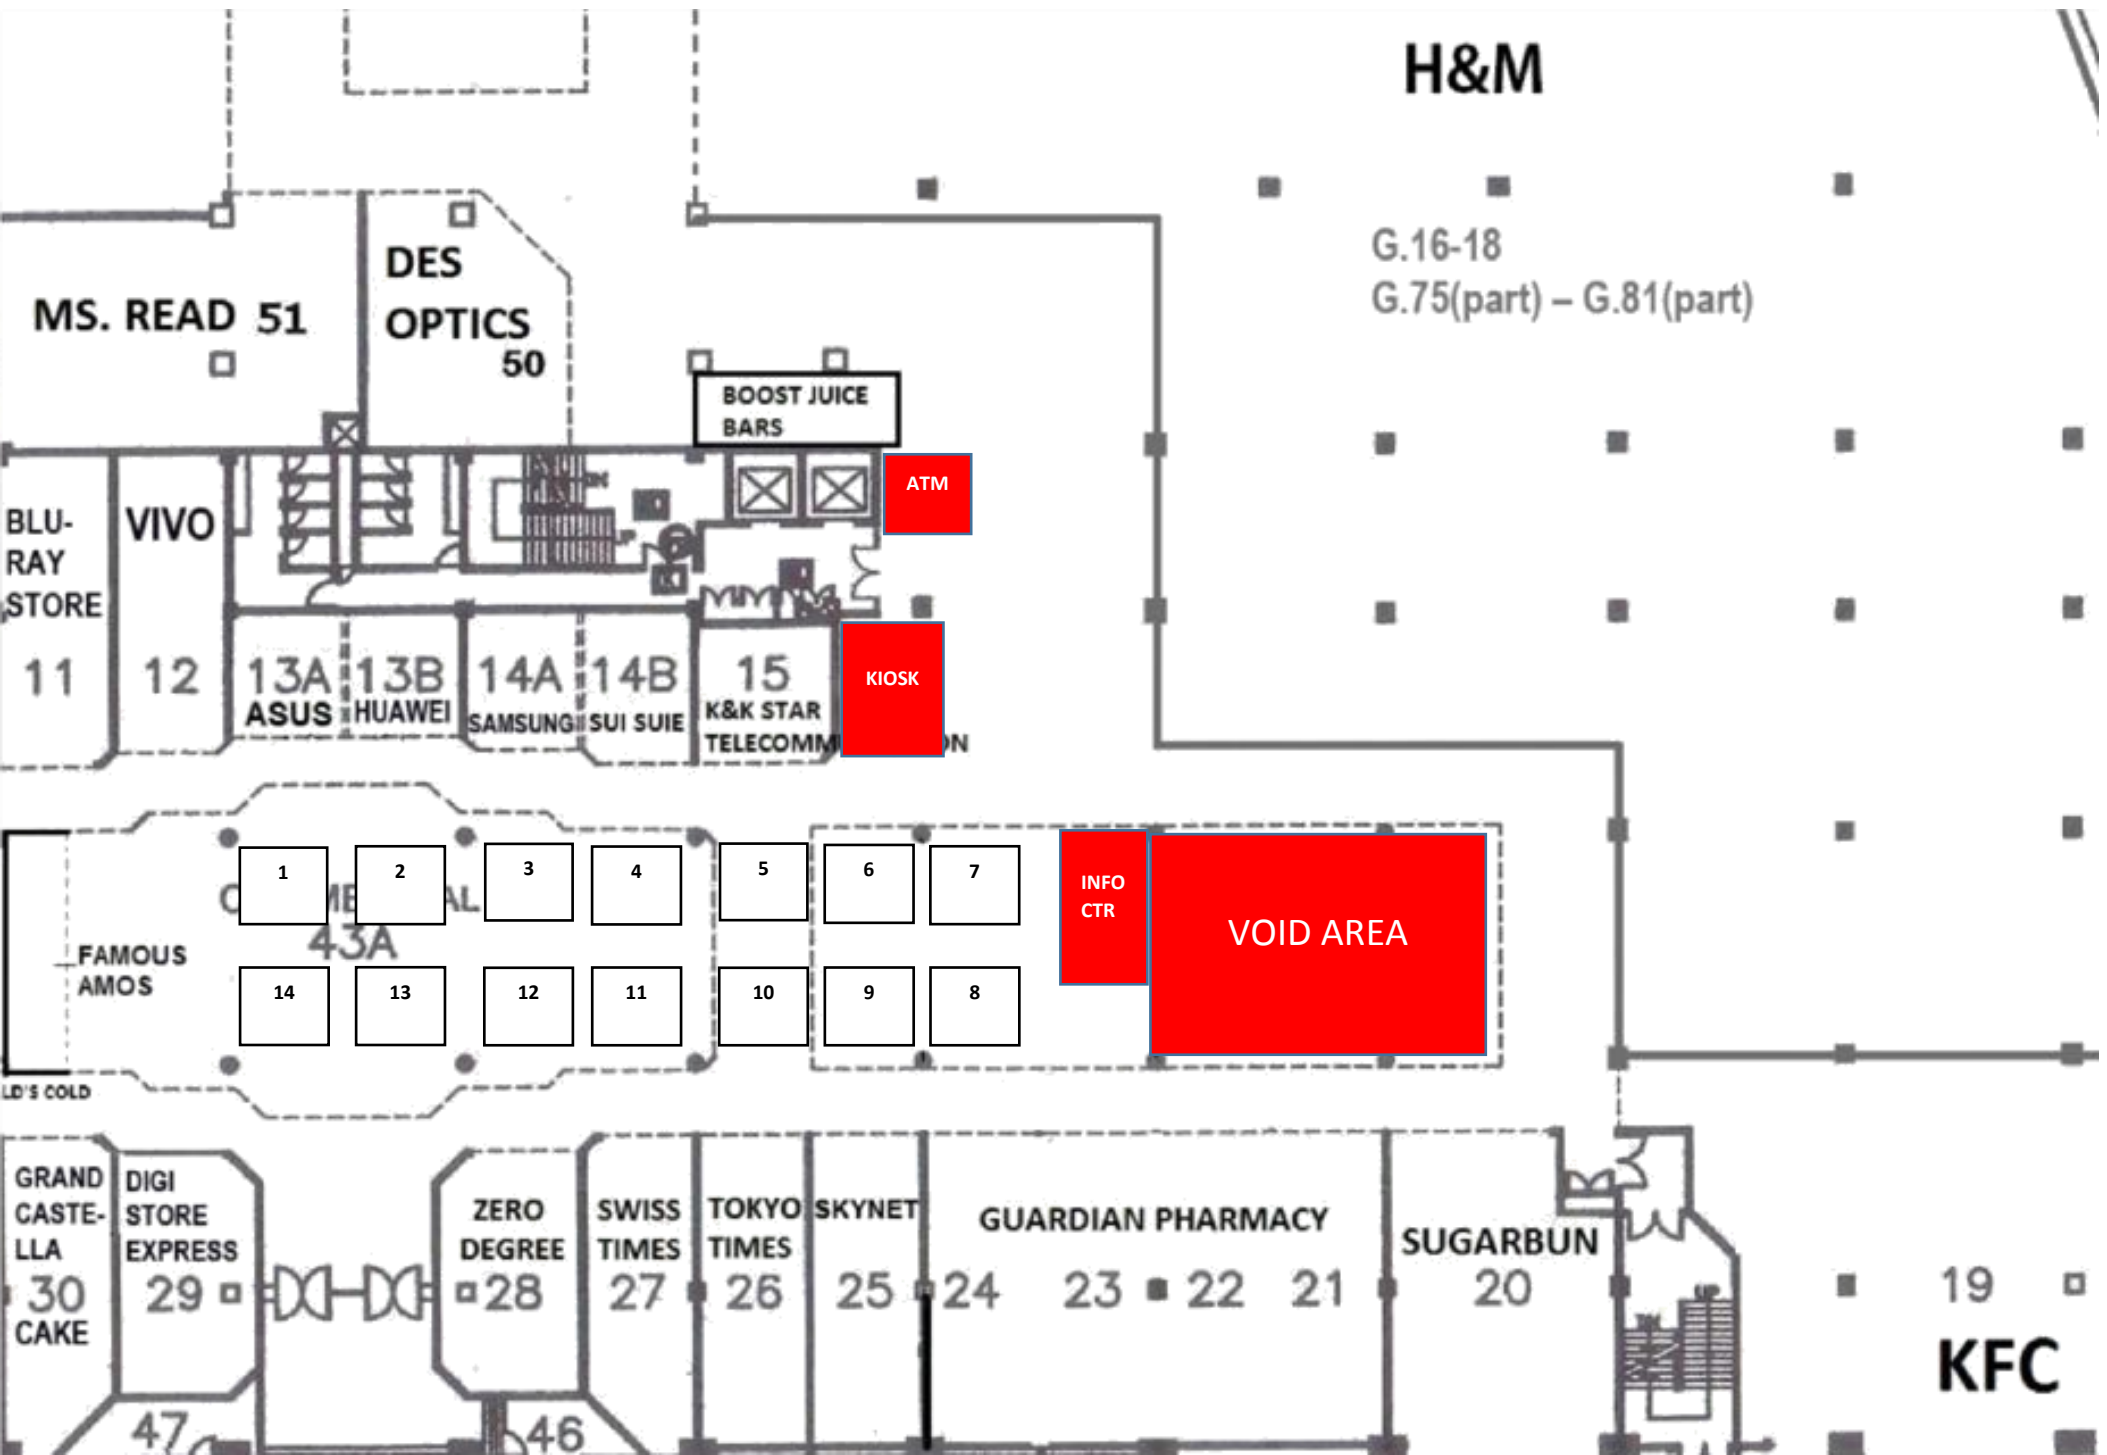 H&M
G.16-18
G.75(part) – G.81(part)
DES
OPTICS
50
MS. READ 51
BOOST JUICE
BARS
ATM
BLU-
RAY
STORE
11
VIVO
12
13A
ASUS
13B
HUAWEI
14A
SAMSUNG
14B
SUI SUIE
15
K&K STAR
KIOSK
1
2
3
4
5
6
7
INFO
CTR
VOID AREA
43A
FAMOUS
AMOS
14
13
12
11
10
9
8
LD'S COLD
GRAND
CASTE-
LLA
30
CAKE
DIGI
STORE
EXPRESS
29
ZERO
DEGREE
28
SWISS
TIMES
27
TOKYO
TIMES
26
SKYNET
25
GUARDIAN PHARMACY
24 23 22 21
SUGARBUN
20
UP
19
KFC
47
46